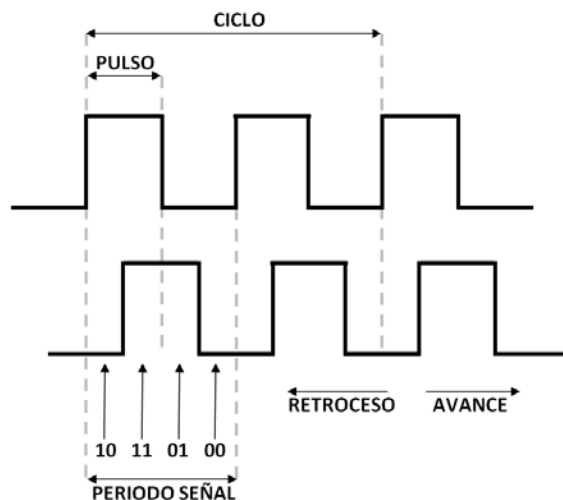 CICLO
PULSO
RETROCESO AVANCE
10 11 01 00
PERIODO SEÑAL